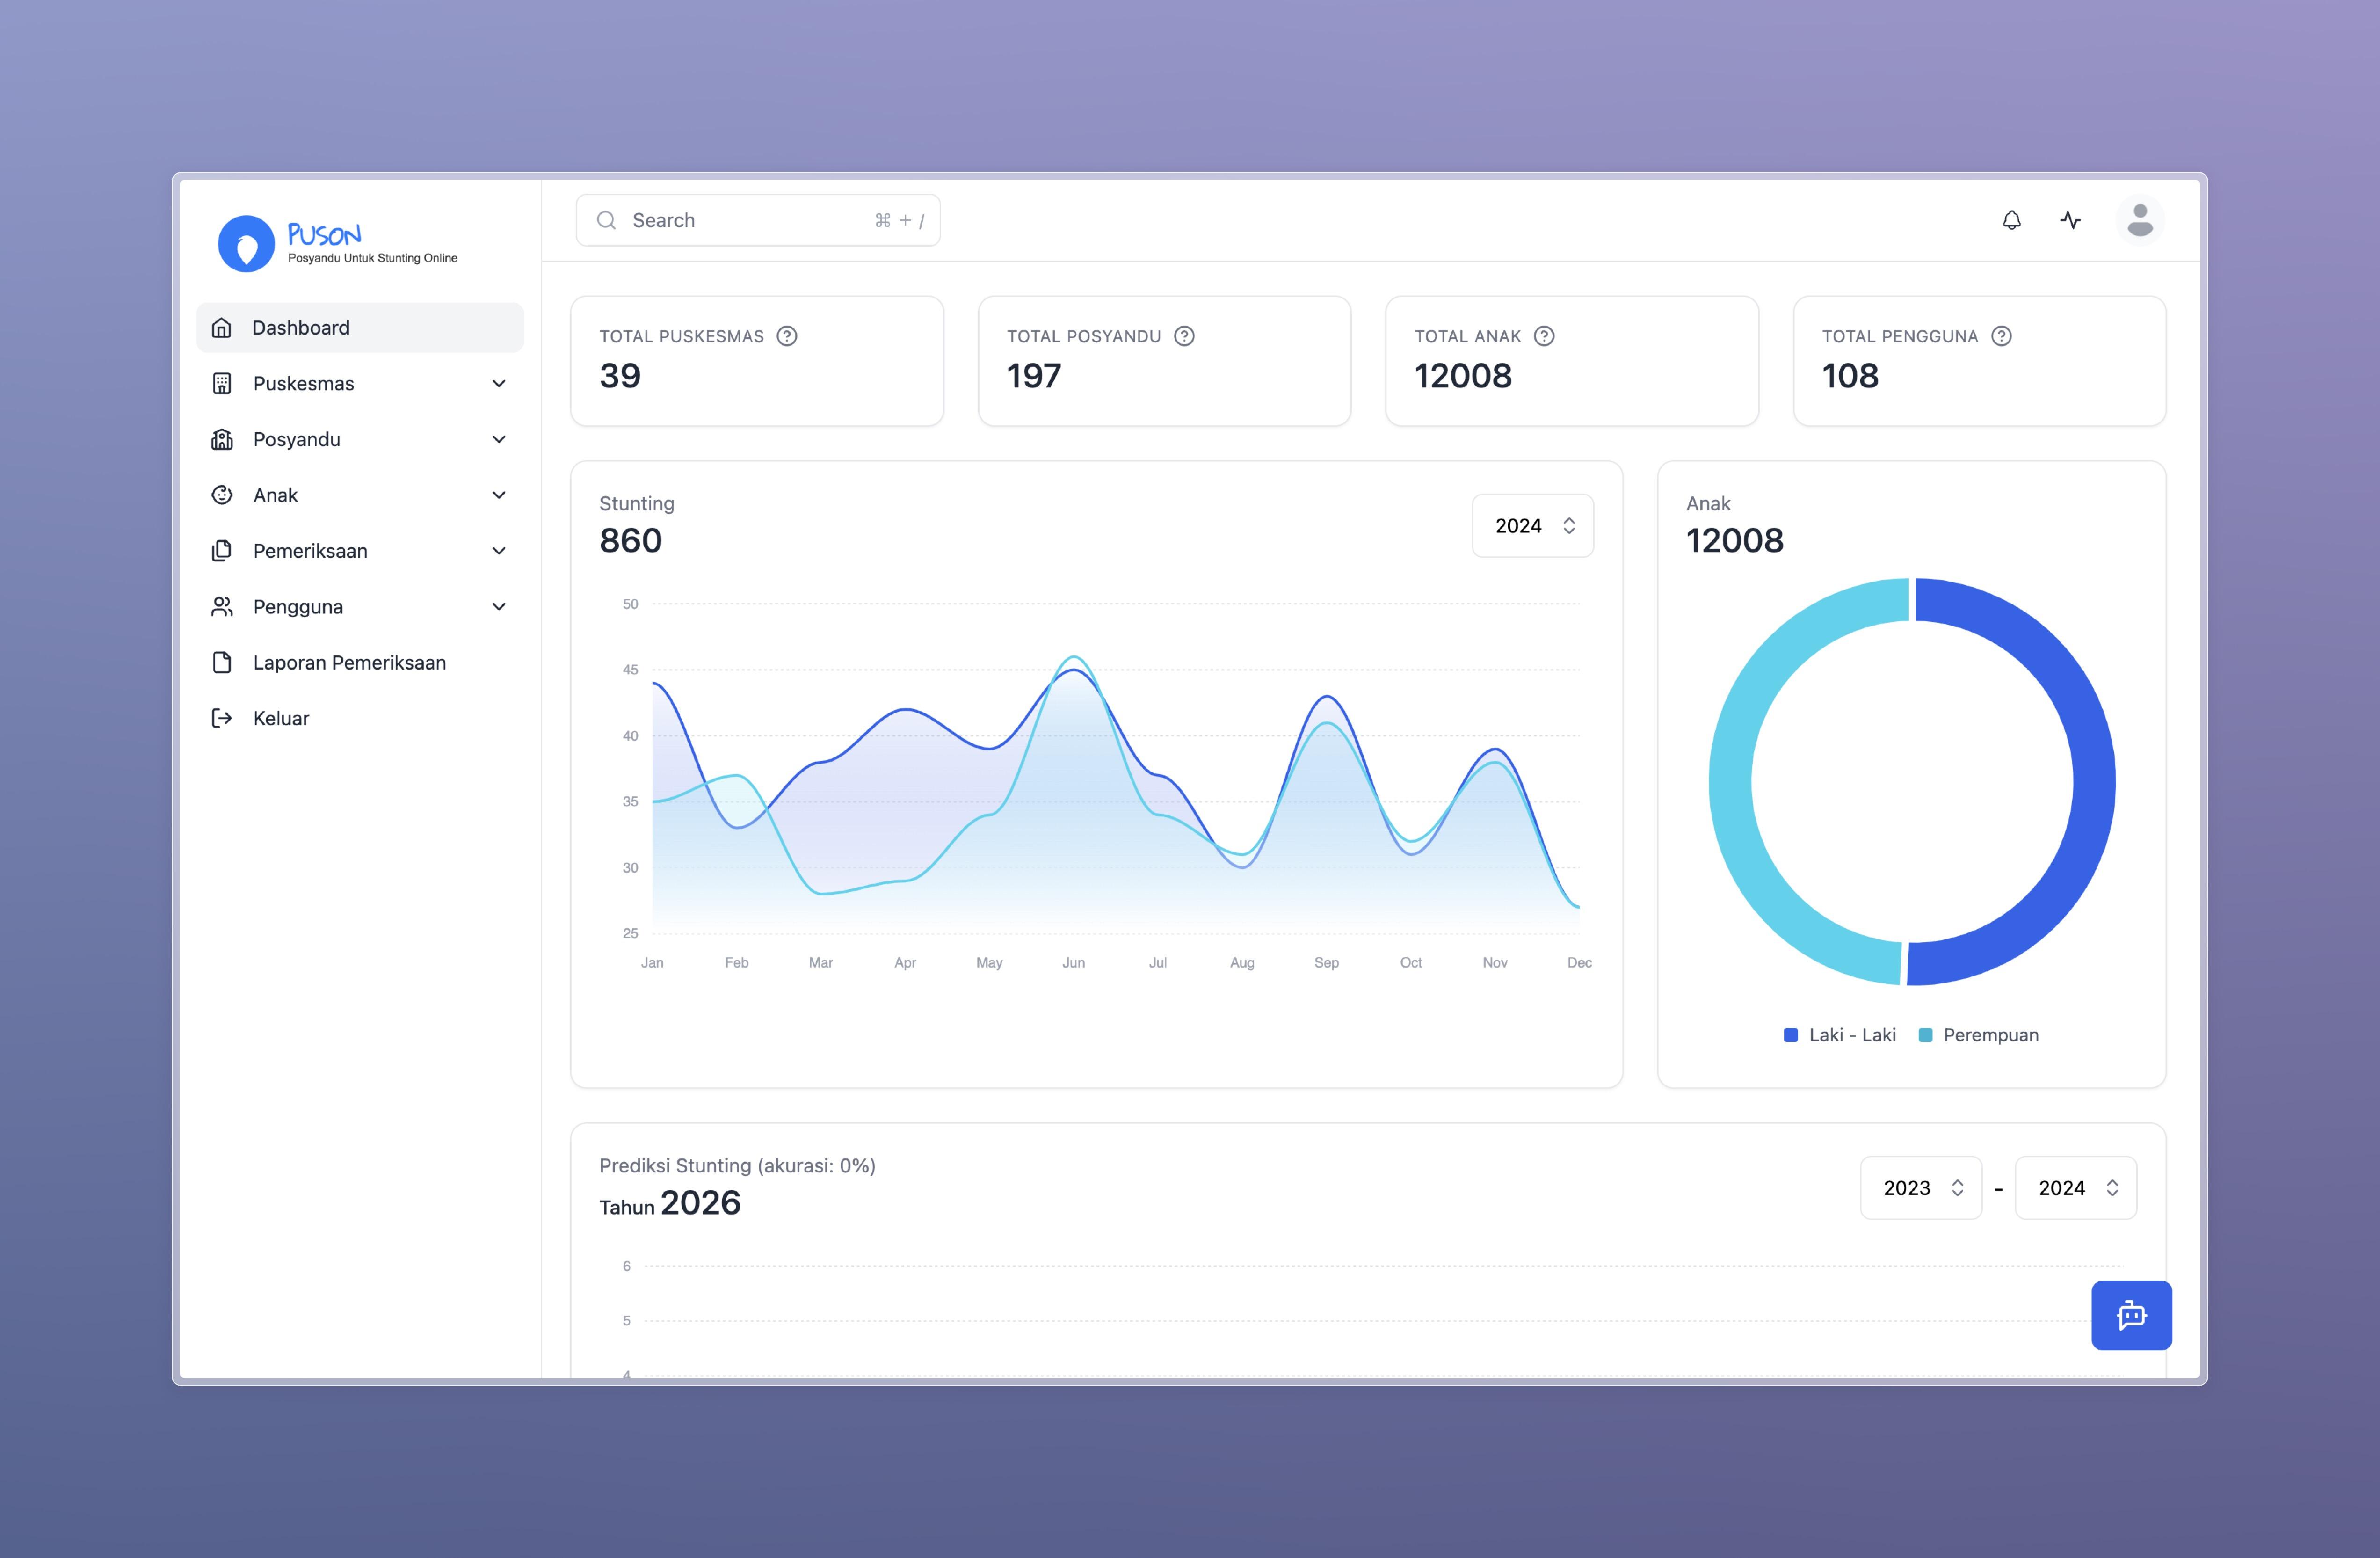 PUSON
Posyandu Untuk Stunting Online
Dashboard
Puskesmas
Posyandu
Anak
Pemeriksaan
Pengguna
Laporan Pemeriksaan
Keluar
Search ⌘ + /
TOTAL PUSKESMAS
39
TOTAL POSYANDU
197
TOTAL ANAK
12008
TOTAL PENGGUNA
108
Stunting
860
2024
50
45
40
35
30
25
Jan Feb Mar Apr May Jun Jul Aug Sep Oct Nov Dec
Anak
12008
Laki - Laki Perempuan
Prediksi Stunting (akurasi: 0%)
Tahun 2026
2023 - 2024
6
5
4